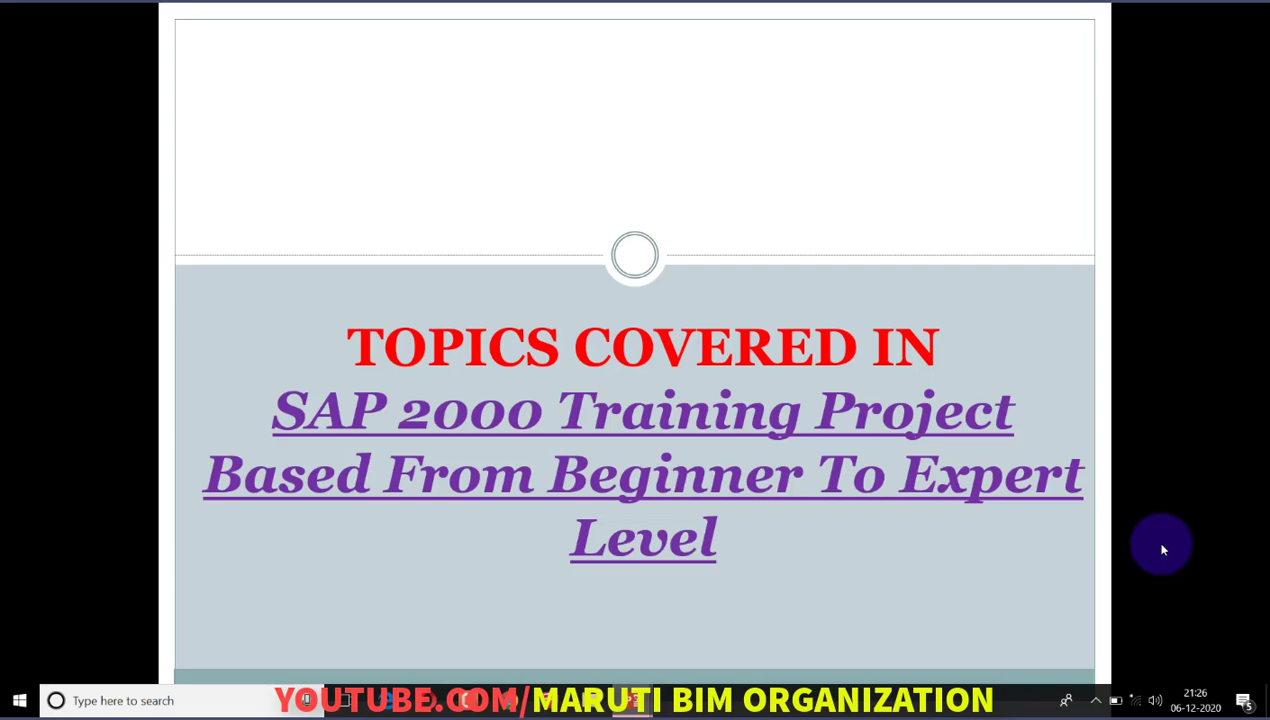 TOPICS COVERED IN
SAP 2000 Training Project
Based From Beginner To Expert
Level
Type here to search
YOUTUBE.COM/MARUTI BIM ORGANIZATION
21:26
06-12-2020
5